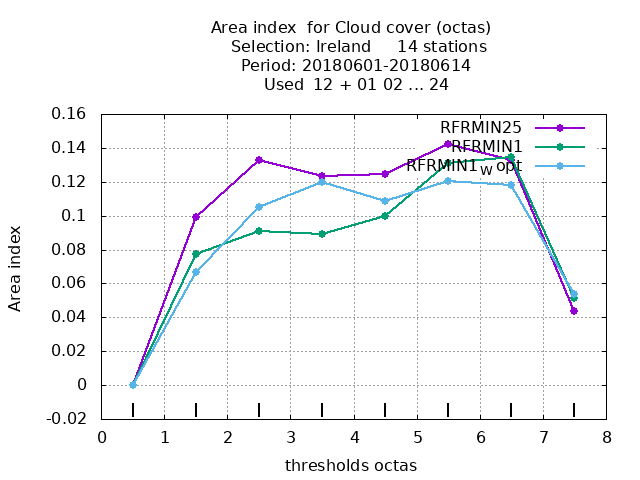 Area index  for Cloud cover (octas)
Selection: Ireland     14 stations
Period: 20180601-20180614
Used  12 + 01 02 ... 24
RFRMIN25
RFRMIN1
RFRMIN1W opt
0.16
0.14
0.12
0.1
0.08
0.06
0.04
0.02
0
-0.02
Area index
0 1 2 3 4 5 6 7 8
thresholds octas